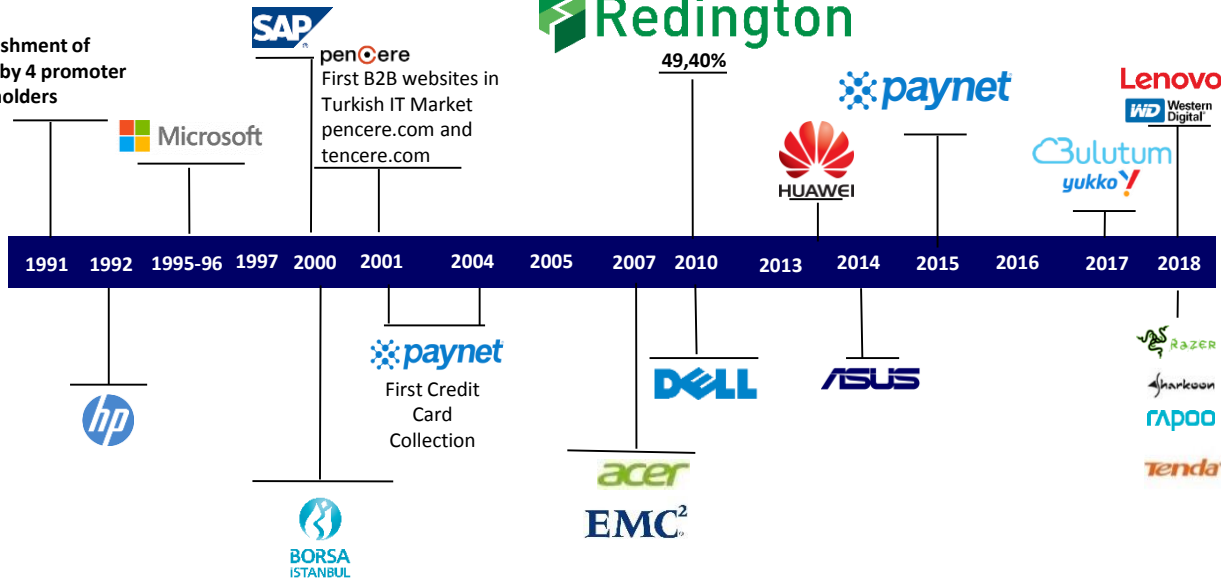 SAP
Redington
shment of
by 4 promoter
holders
pencere
First B2B websites in
Turkish IT Market
pencere.com and
tencere.com
49,40%
Microsoft
paynet
HUAWEI
Lenovo
WD Western
Digital
Bulutum
yukko!
1991 1992 1995-96 1997 2000 2001 2004 2005 2007 2010 2013 2014 2015 2016 2017 2018
hp
paynet
First Credit
Card
Collection
DELL
ASUS
RAZER
sharkoon
rapoo
Tenda
acer
EMC²
BORSA
İSTANBUL